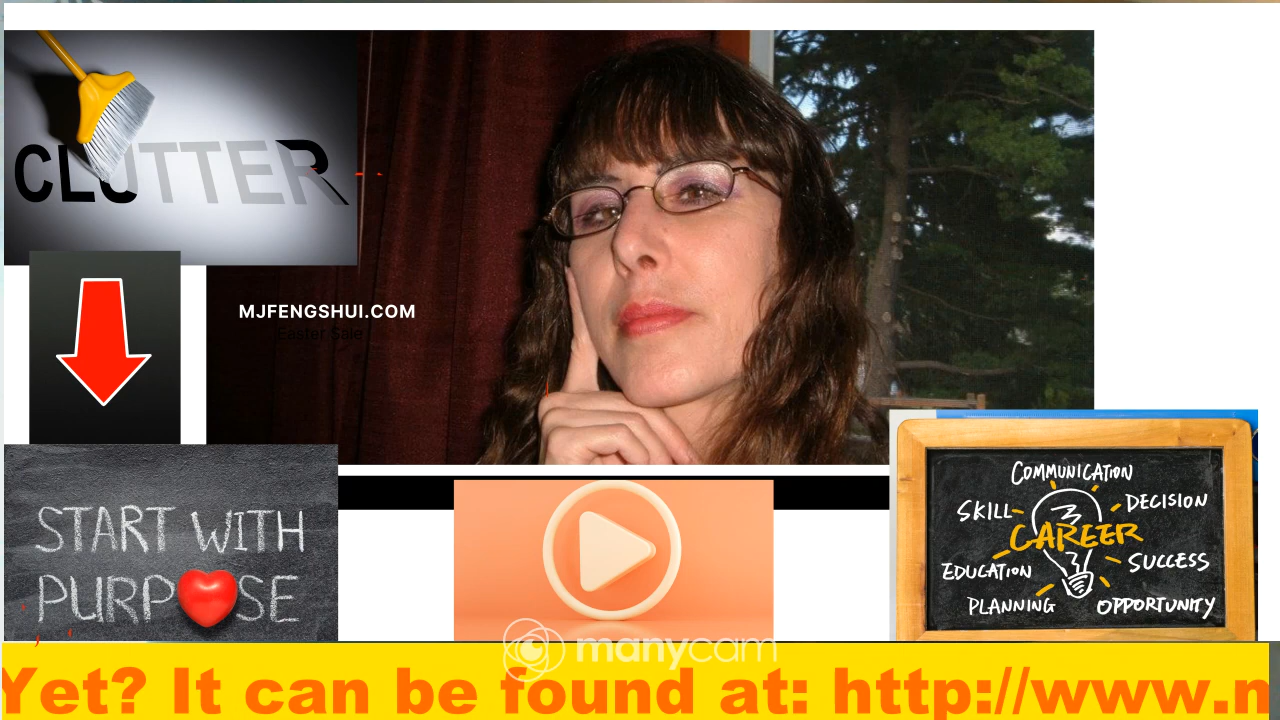 CLUTTER
MJFENGSHUI.COM
Easter Sale
START WITH
PURPOSE
COMMUNICATION
SKILL
DECISION
CAREER
EDUCATION
SUCCESS
PLANNING
OPPORTUNITY
manycam
Yet? It can be found at: http://www.n